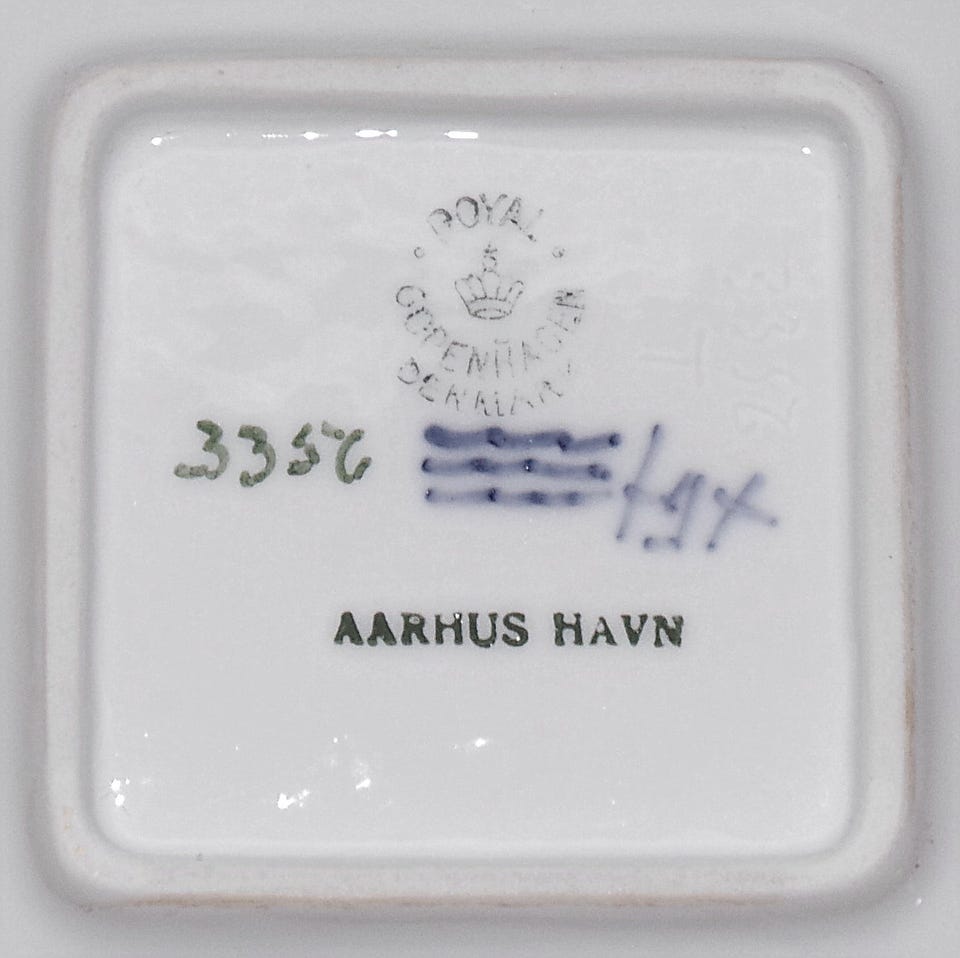 ROYAL
COPENHAGEN
DENMARK
3356
AARHUS HAVN